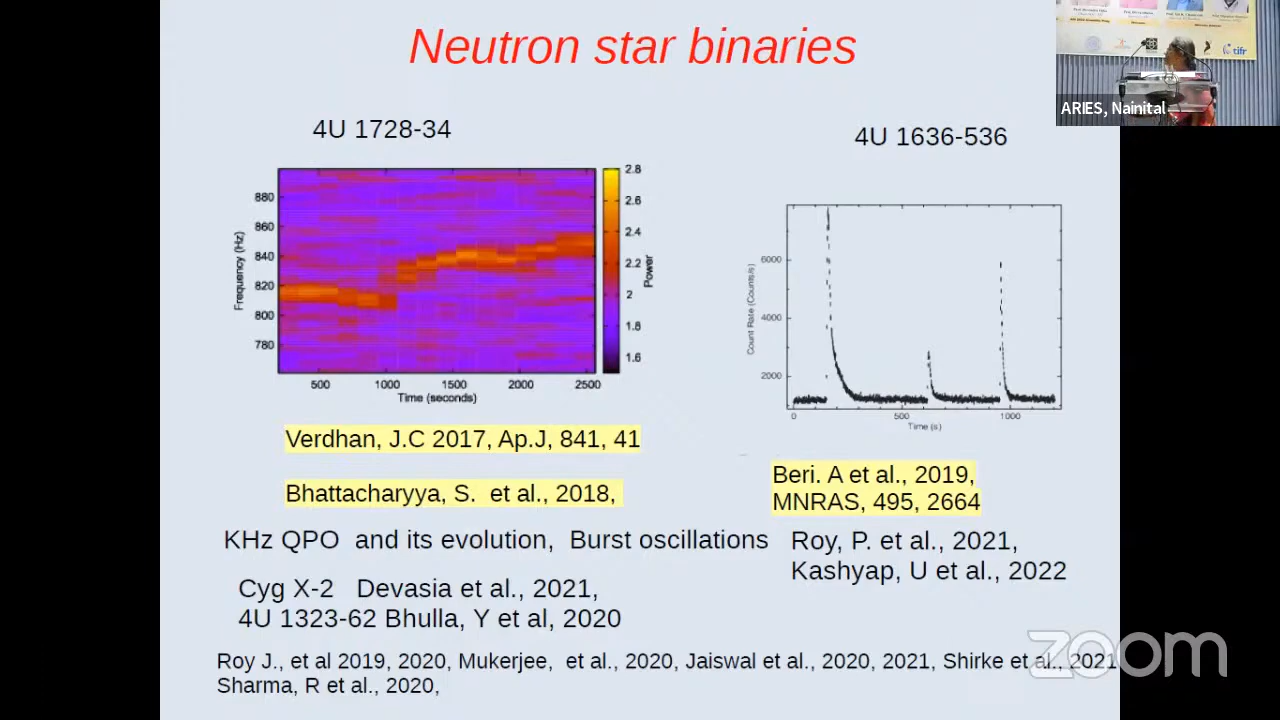 Neutron star binaries
tifr
ARIES, Nainital
4U 1728-34
4U 1636-536
880
860
840
820
800
780
Frequency (Hz)
500
1000
1500
2000
2500
Time (seconds)
2.8
2.6
2.4
2.2
2
1.8
1.6
Power
6000
4000
2000
Count Rate (Counts/s)
0
500
1000
Time (s)
Verdhan, J.C 2017, Ap.J, 841, 41
Bhattacharyya, S. et al., 2018,
Beri. A et al., 2019,
MNRAS, 495, 2664
KHz QPO and its evolution, Burst oscillations
Roy, P. et al., 2021,
Kashyap, U et al., 2022
Cyg X-2 Devasia et al., 2021,
4U 1323-62 Bhulla, Y et al, 2020
Roy J., et al 2019, 2020, Mukerjee, et al., 2020, Jaiswal et al., 2020, 2021, Shirke et al., 2021
Sharma, R et al., 2020,
zoom